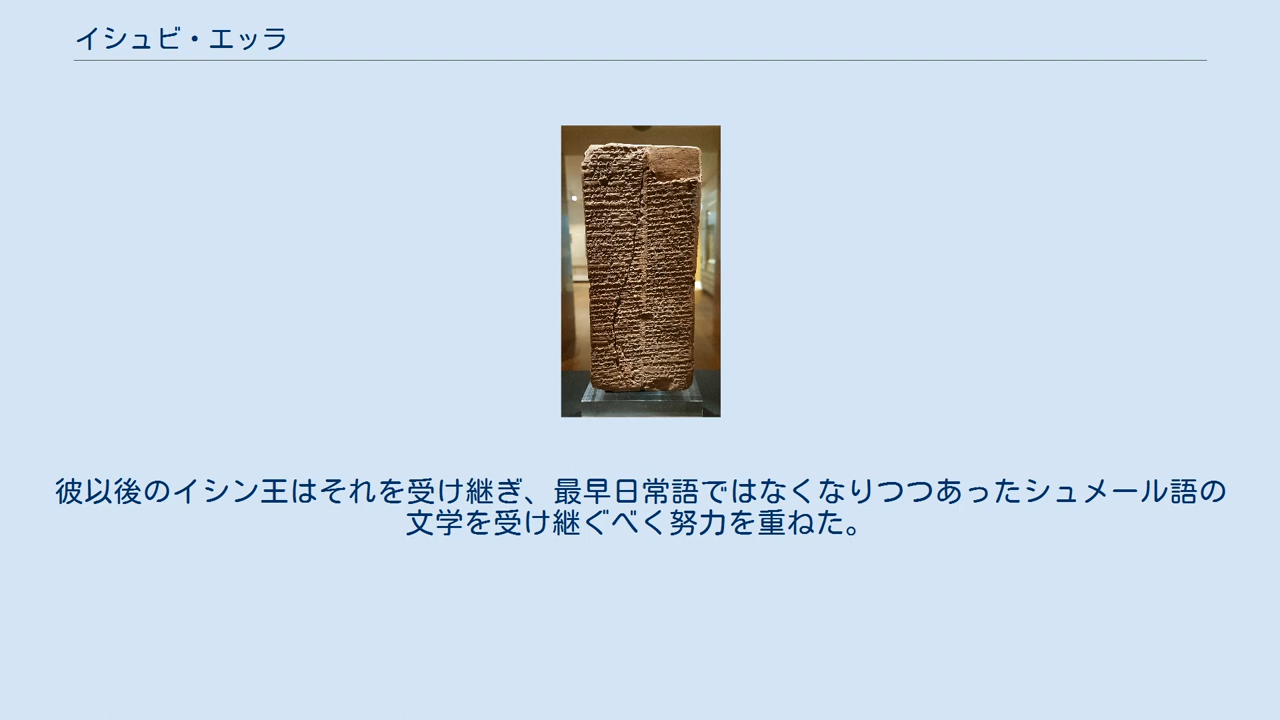 イシュビ・エッラ
彼以後のイシン王はそれを受け継ぎ、最早日常語ではなくなりつつあったシュメール語の
文学を受け継ぐべく努力を重ねた。